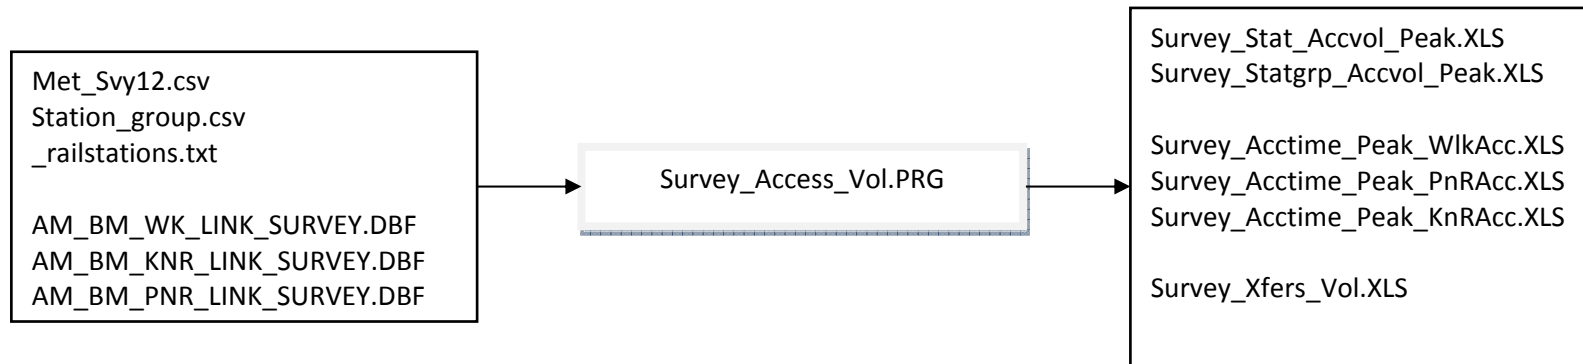 Met_Svy12.csv
Station_group.csv
_railstations.txt
AM_BM_WK_LINK_SURVEY.DBF
AM_BM_KNR_LINK_SURVEY.DBF
AM_BM_PNR_LINK_SURVEY.DBF
Survey_Access_Vol.PRG
Survey_Stat_Accvol_Peak.XLS
Survey_Statgrp_Accvol_Peak.XLS
Survey_Acctime_Peak_WlkAcc.XLS
Survey_Acctime_Peak_PnRAcc.XLS
Survey_Acctime_Peak_KnRAcc.XLS
Survey_Xfers_Vol.XLS